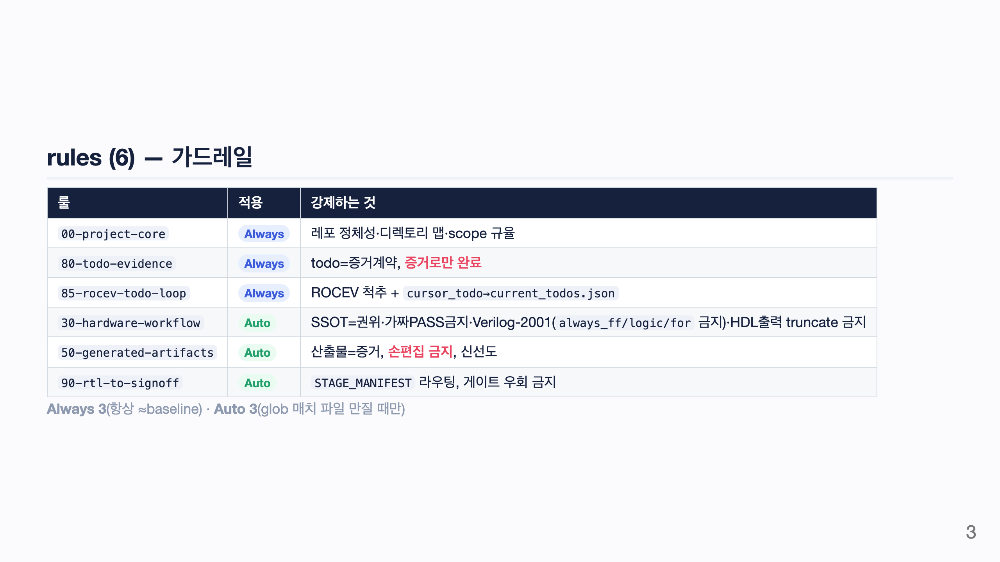 rules (6) — 가드레일
룰 적용 강제하는 것
00-project-core Always 레포 정체성·디렉토리 맵·scope 규율
80-todo-evidence Always todo=증거계약, 증거로만 완료
85-rocev-todo-loop Always ROCEV 척추 + cursor_todo→current_todos.json
30-hardware-workflow Auto SSOT=권위·가짜PASS금지·Verilog-2001(always_ff/logic/for 금지)·HDL출력 truncate 금지
50-generated-artifacts Auto 산출물=증거, 손편집 금지, 신선도
90-rtl-to-signoff Auto STAGE_MANIFEST 라우팅, 게이트 우회 금지
Always 3(항상 ≈baseline) · Auto 3(glob 매치 파일 만질 때만)
3